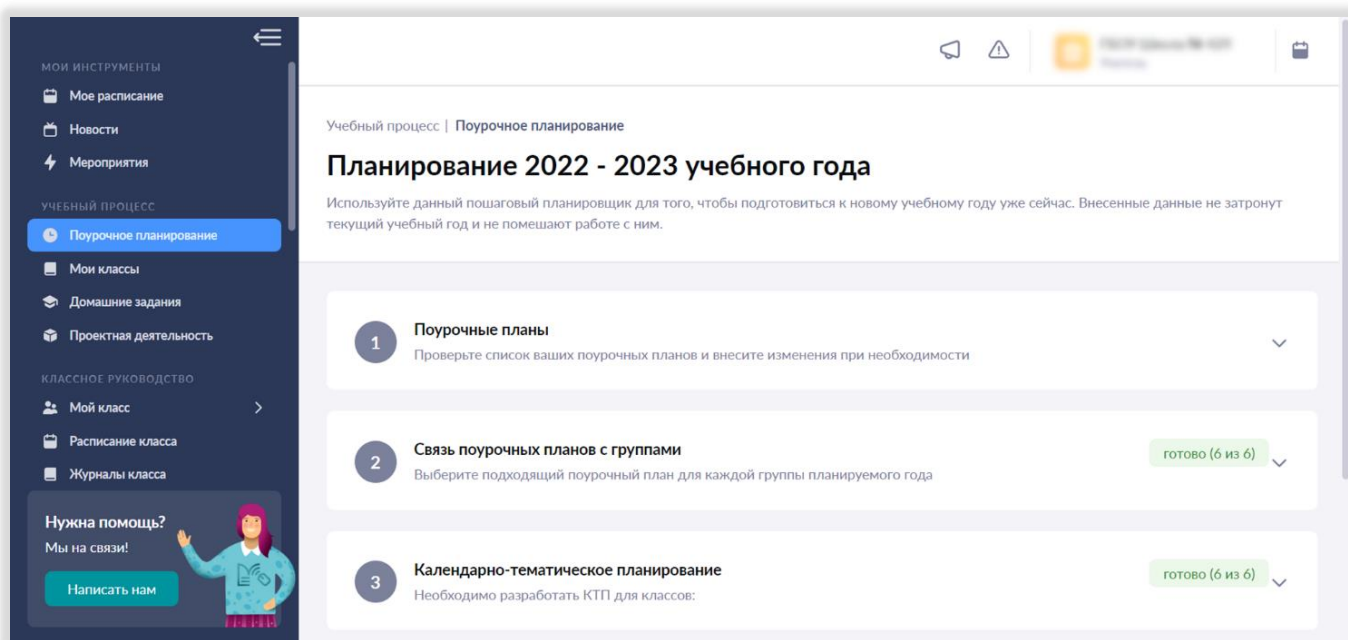 МОИ ИНСТРУМЕНТЫ
Мое расписание
Новости
Мероприятия
УЧЕБНЫЙ ПРОЦЕСС
Поурочное планирование
Мои классы
Домашние задания
Проектная деятельность
КЛАССНОЕ РУКОВОДСТВО
Мой класс
Расписание класса
Журналы класса
Нужна помощь?
Мы на связи!
Написать нам
Учебный процесс | Поурочное планирование
Планирование 2022 - 2023 учебного года
Используйте данный пошаговый планировщик для того, чтобы подготовиться к новому учебному году уже сейчас. Внесенные данные не затронут
текущий учебный год и не помешают работе с ним.
1
Поурочные планы
Проверьте список ваших поурочных планов и внесите изменения при необходимости
2
Связь поурочных планов с группами
Выберите подходящий поурочный план для каждой группы планируемого года
готово (6 из 6)
3
Календарно-тематическое планирование
Необходимо разработать КТП для классов:
готово (6 из 6)